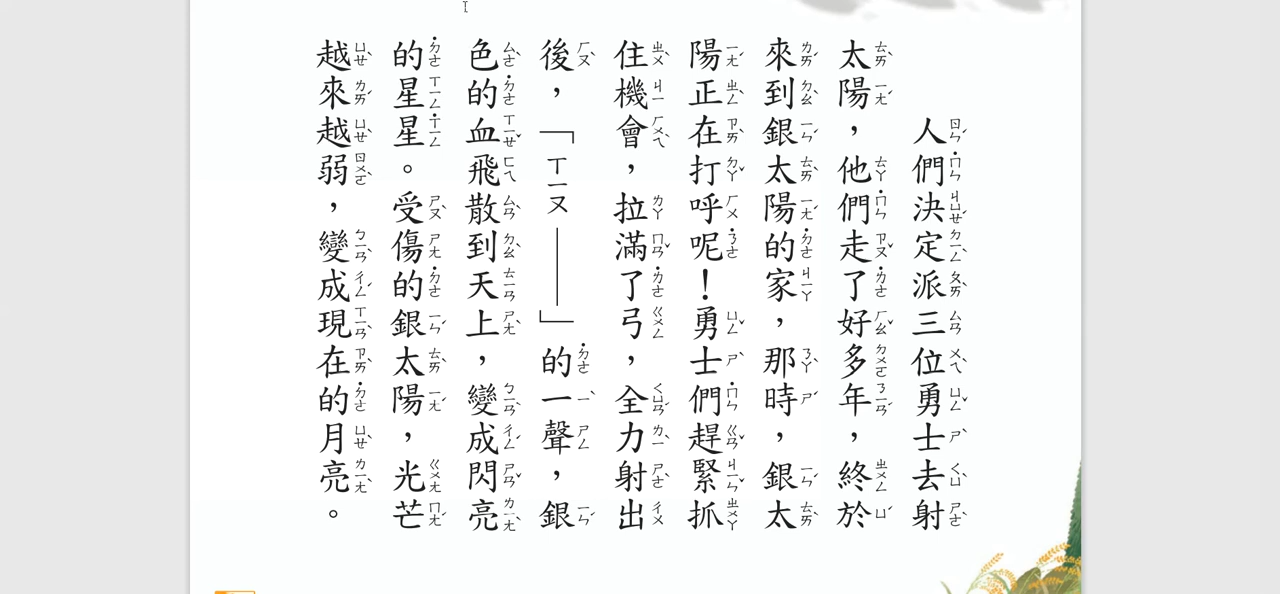 人們決定派三位勇士去射
太陽，他們走了好多年，終於
來到銀太陽的家，那時，銀太
陽正在打呼呢！勇士們趕緊抓
住機會，拉滿了弓，全力射出
後，「ㄒㄧㄡ——」的一聲，銀
色的血飛散到天上，變成閃亮
的星星。受傷的銀太陽，光芒
越來越弱，變成現在的月亮。